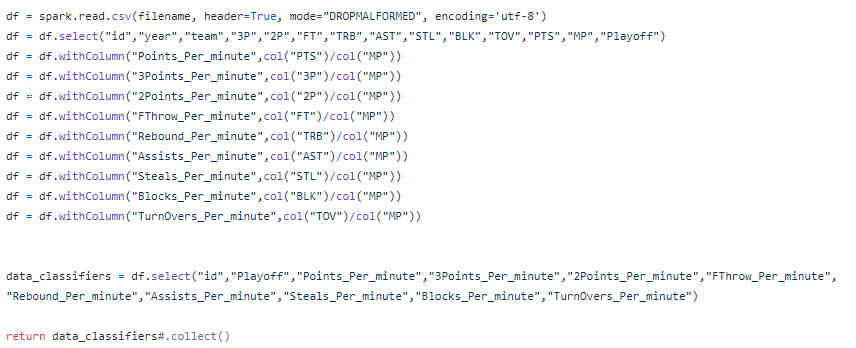 df = spark.read.csv(filename, header=True, mode="DROPMALFORMED", encoding='utf-8')
df = df.select("id","year","team","3P","2P","FT","TRB","AST","STL","BLK","TOV","PTS","MP","Playoff")
df = df.withColumn("Points_Per_minute",col("PTS")/col("MP"))
df = df.withColumn("3Points_Per_minute",col("3P")/col("MP"))
df = df.withColumn("2Points_Per_minute",col("2P")/col("MP"))
df = df.withColumn("FThrow_Per_minute",col("FT")/col("MP"))
df = df.withColumn("Rebound_Per_minute",col("TRB")/col("MP"))
df = df.withColumn("Assists_Per_minute",col("AST")/col("MP"))
df = df.withColumn("Steals_Per_minute",col("STL")/col("MP"))
df = df.withColumn("Blocks_Per_minute",col("BLK")/col("MP"))
df = df.withColumn("TurnOvers_Per_minute",col("TOV")/col("MP"))
data_classifiers = df.select("id","Playoff","Points_Per_minute","3Points_Per_minute","2Points_Per_minute","FThrow_Per_minute",
"Rebound_Per_minute","Assists_Per_minute","Steals_Per_minute","Blocks_Per_minute","TurnOvers_Per_minute")
return data_classifiers#.collect()